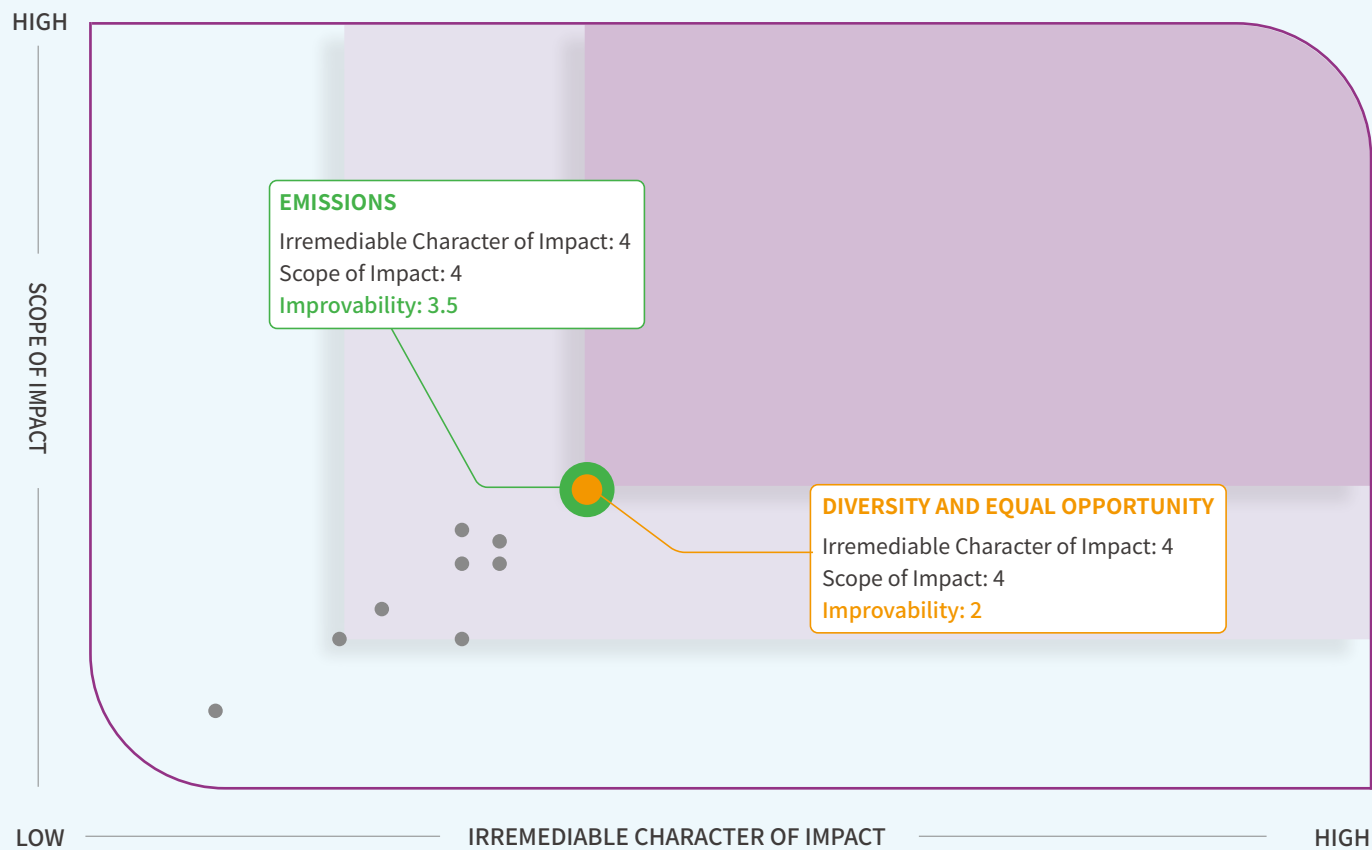 HIGH
SCOPE OF IMPACT
EMISSIONS
Irremediable Character of Impact: 4
Scope of Impact: 4
Improvability: 3.5
DIVERSITY AND EQUAL OPPORTUNITY
Irremediable Character of Impact: 4
Scope of Impact: 4
Improvability: 2
LOW
IRREMEDIABLE CHARACTER OF IMPACT
HIGH